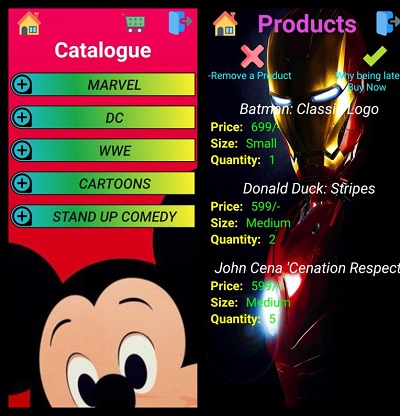 Catalogue
MARVEL
DC
WWE
CARTOONS
STAND UP COMEDY
Products
-Remove a Product
Why being late
Buy Now
Batman: Classic Logo
Price: 699/-
Size: Small
Quantity: 1
Donald Duck: Stripes
Price: 599/-
Size: Medium
Quantity: 2
John Cena 'Cenation Respect
Price: 599/-
Size: Medium
Quantity: 5